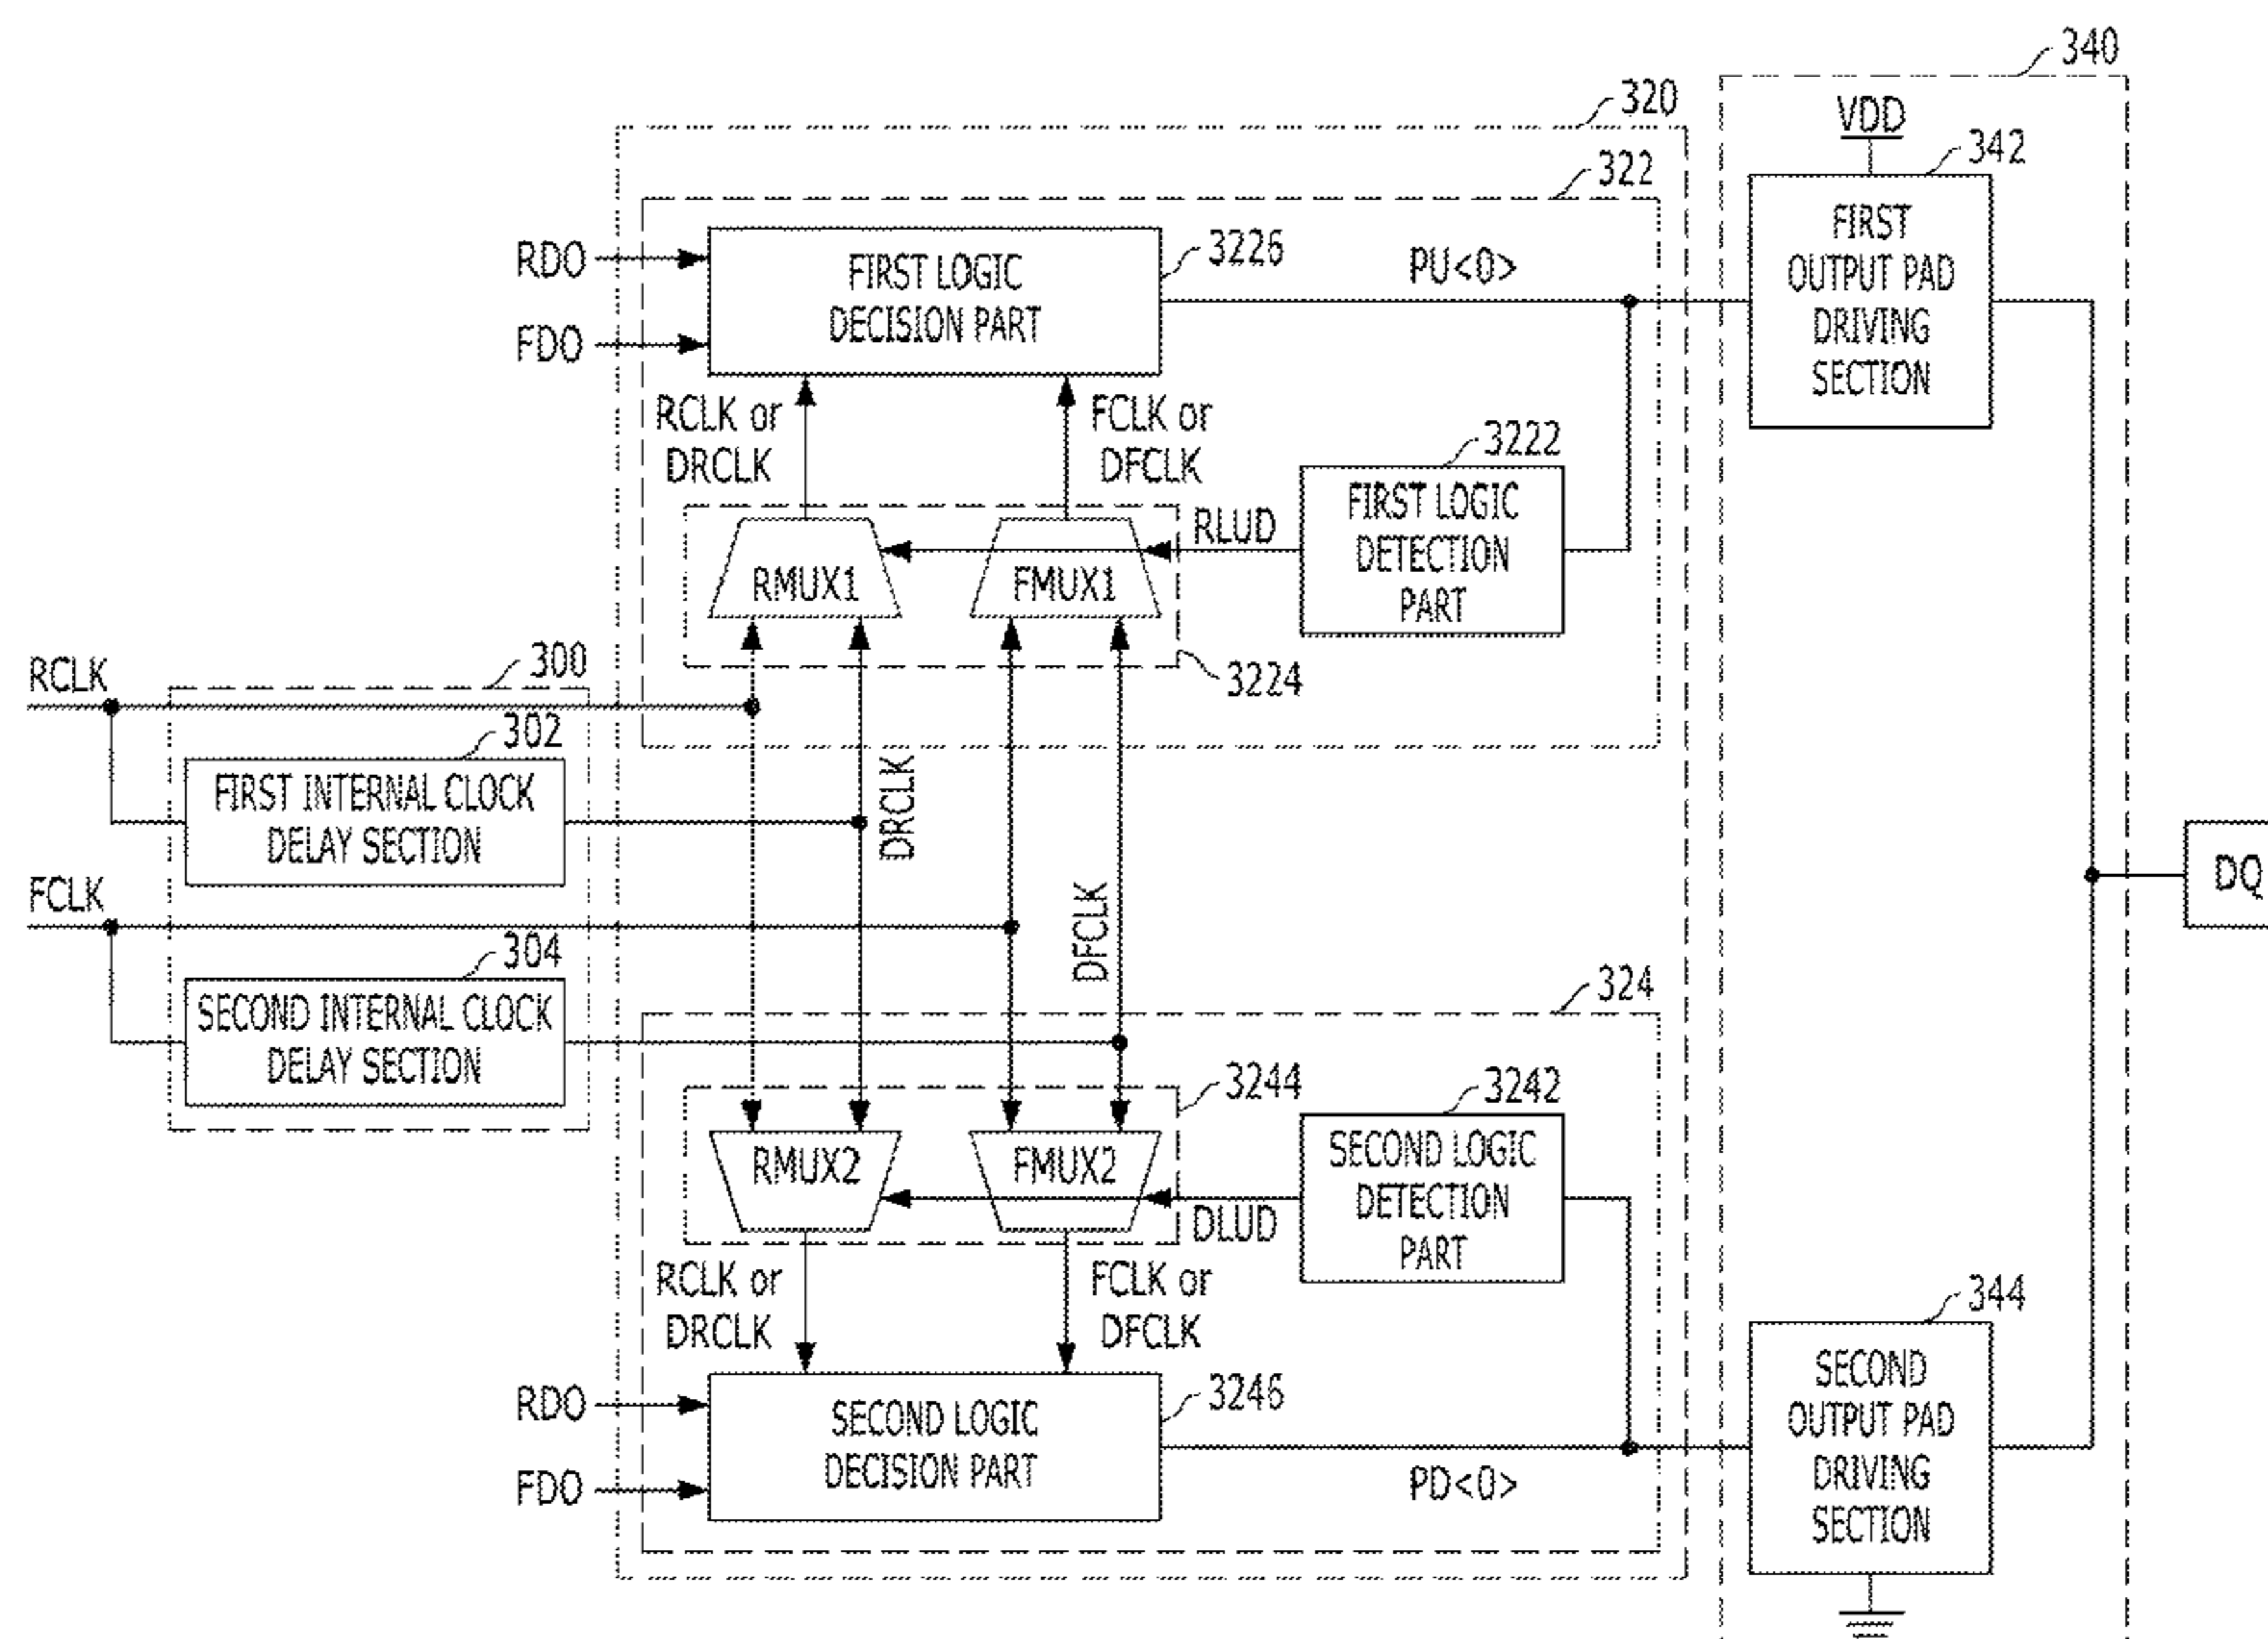 340
320
VDD
342
322
FIRST
OUTPUT PAD
DRIVING
SECTION
RDO
FDO
FIRST LOGIC
DECISION PART
3226
PU<0>
RCLK or
DRCLK
FCLK or
DFCLK
3222
FIRST LOGIC
DETECTION
PART
RLUD
RMUX1
FMUX1
3224
RCLK
300
302
FIRST INTERNAL CLOCK
DELAY SECTION
DRCLK
FCLK
DQ
DFCLK
304
SECOND INTERNAL CLOCK
DELAY SECTION
324
3244
3242
RMUX2
FMUX2
SECOND LOGIC
DETECTION
PART
DLUD
RCLK or
DRCLK
FCLK or
DFCLK
344
RDO
FDO
SECOND LOGIC
DECISION PART
3246
PD<0>
SECOND
OUTPUT PAD
DRIVING
SECTION